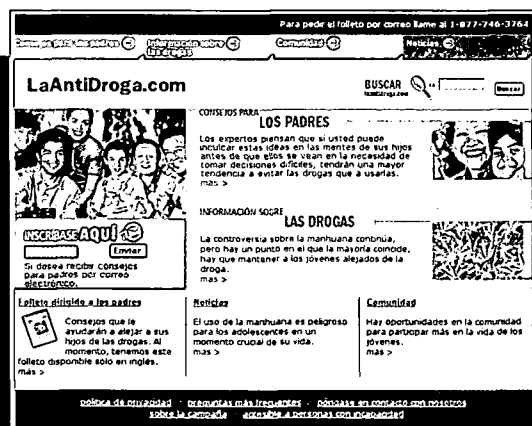 Para pedir el folleto por correo llame al 1-877-746-3764
Consejos para los padres
Información sobre las drogas
Comunidad
Noticias
LaAntiDroga.com
BUSCAR
Buscar
CONSEJOS PARA
LOS PADRES
Los expertos piensan que si usted puede
inculcar estas ideas en las mentes de sus hijos
antes de que ellos se vean en la necesidad de
tomar decisiones difíciles, tendrán una mayor
tendencia a evitar las drogas que a usarlas.
más >
INFORMACIÓN SOBRE
LAS DROGAS
La controversia sobre la marihuana continúa,
pero hay un punto en el que la mayoría coincide,
hay que mantener a los jóvenes alejados de la
droga.
más >
INSCRÍBASE AQUÍ
Enviar
Si desea recibir consejos
para padres por correo
electrónico.
Folleto dirigido a los padres
Consejos que le
ayudarán a alejar a sus
hijos de las drogas. Al
momento, tenemos este
folleto disponible sólo en inglés.
más >
Noticias
El uso de la marihuana es peligroso
para los adolescentes en un
momento crucial de su vida.
más >
Comunidad
Hay oportunidades en la comunidad
para participar más en la vida de los
jóvenes.
más >
política de privacidad · preguntas más frequentes · póngase en contacto con nosotros
sobre la campaña · accesible a personas con incapacidad